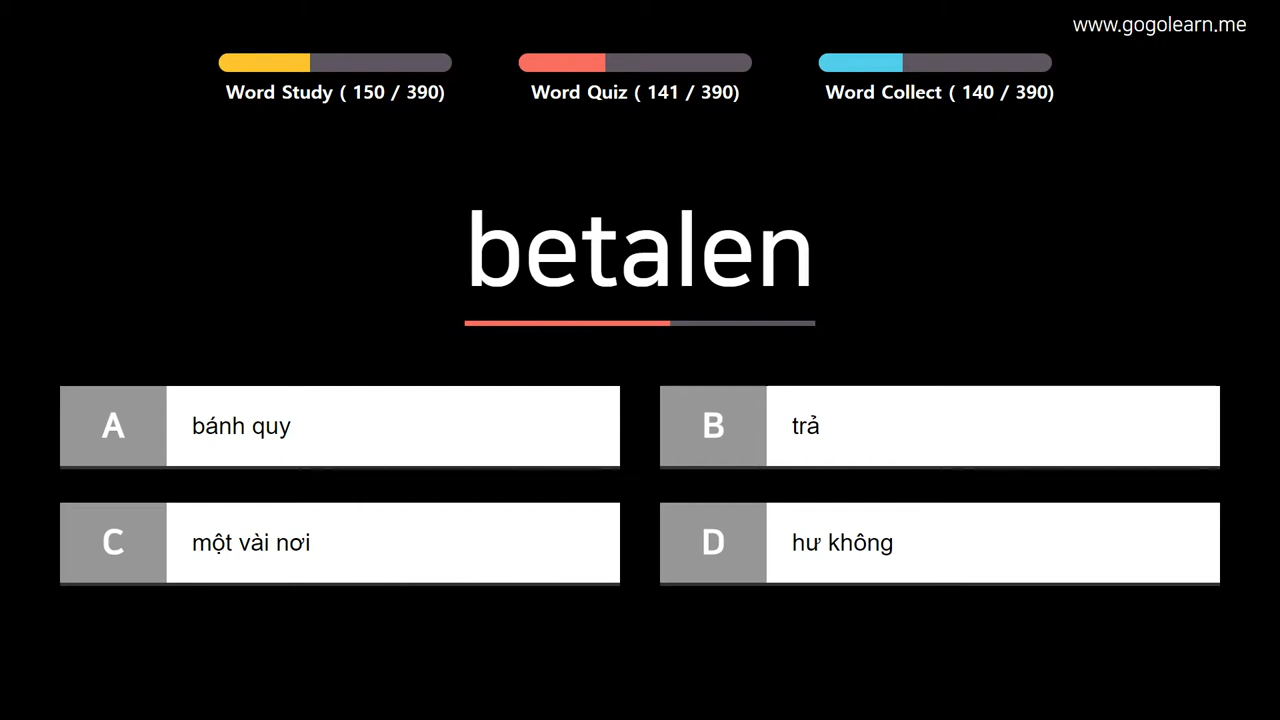 www.gogolearn.me
Word Study ( 150 / 390)
Word Quiz ( 141 / 390)
Word Collect ( 140 / 390)
betalen
A
bánh quy
B
trả
C
một vài nơi
D
hư không